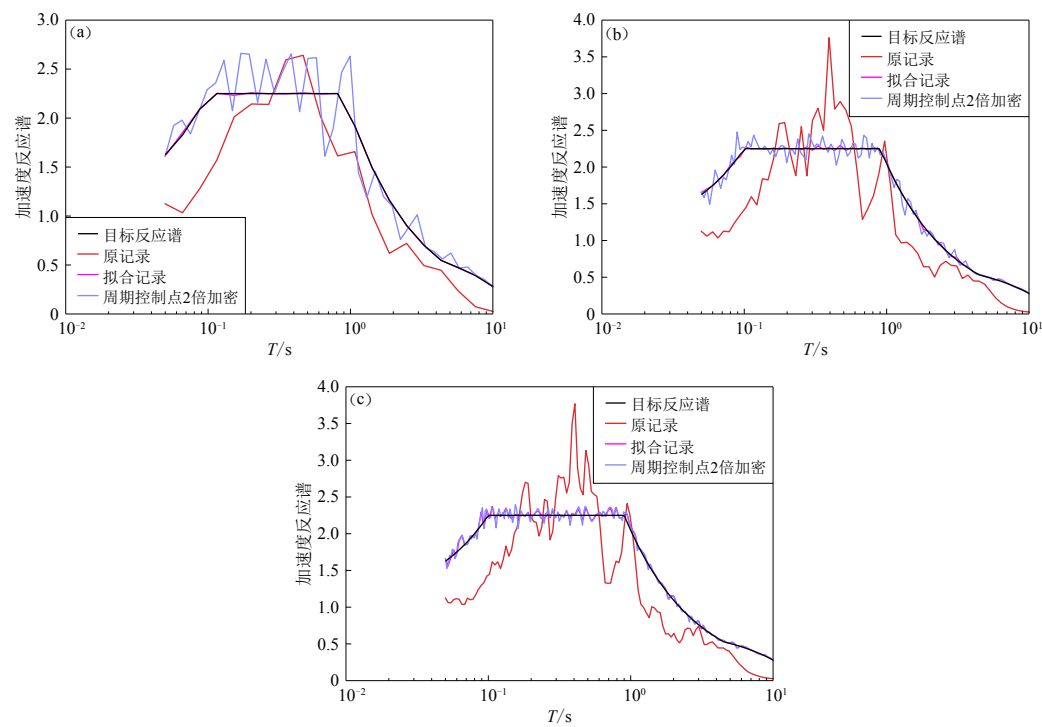 (a)
3.0
2.5
2.0
1.5
1.0
0.5
0
加速度反应谱
目标反应谱
原记录
拟合记录
周期控制点2倍加密
10⁻²
10⁻¹
10⁰
10¹
T/s
(b)
4.0
3.5
3.0
2.5
2.0
1.5
1.0
0.5
0
加速度反应谱
目标反应谱
原记录
拟合记录
周期控制点2倍加密
10⁻²
10⁻¹
10⁰
10¹
T/s
(c)
4.0
3.5
3.0
2.5
2.0
1.5
1.0
0.5
0
加速度反应谱
目标反应谱
原记录
拟合记录
周期控制点2倍加密
10⁻²
10⁻¹
10⁰
10¹
T/s